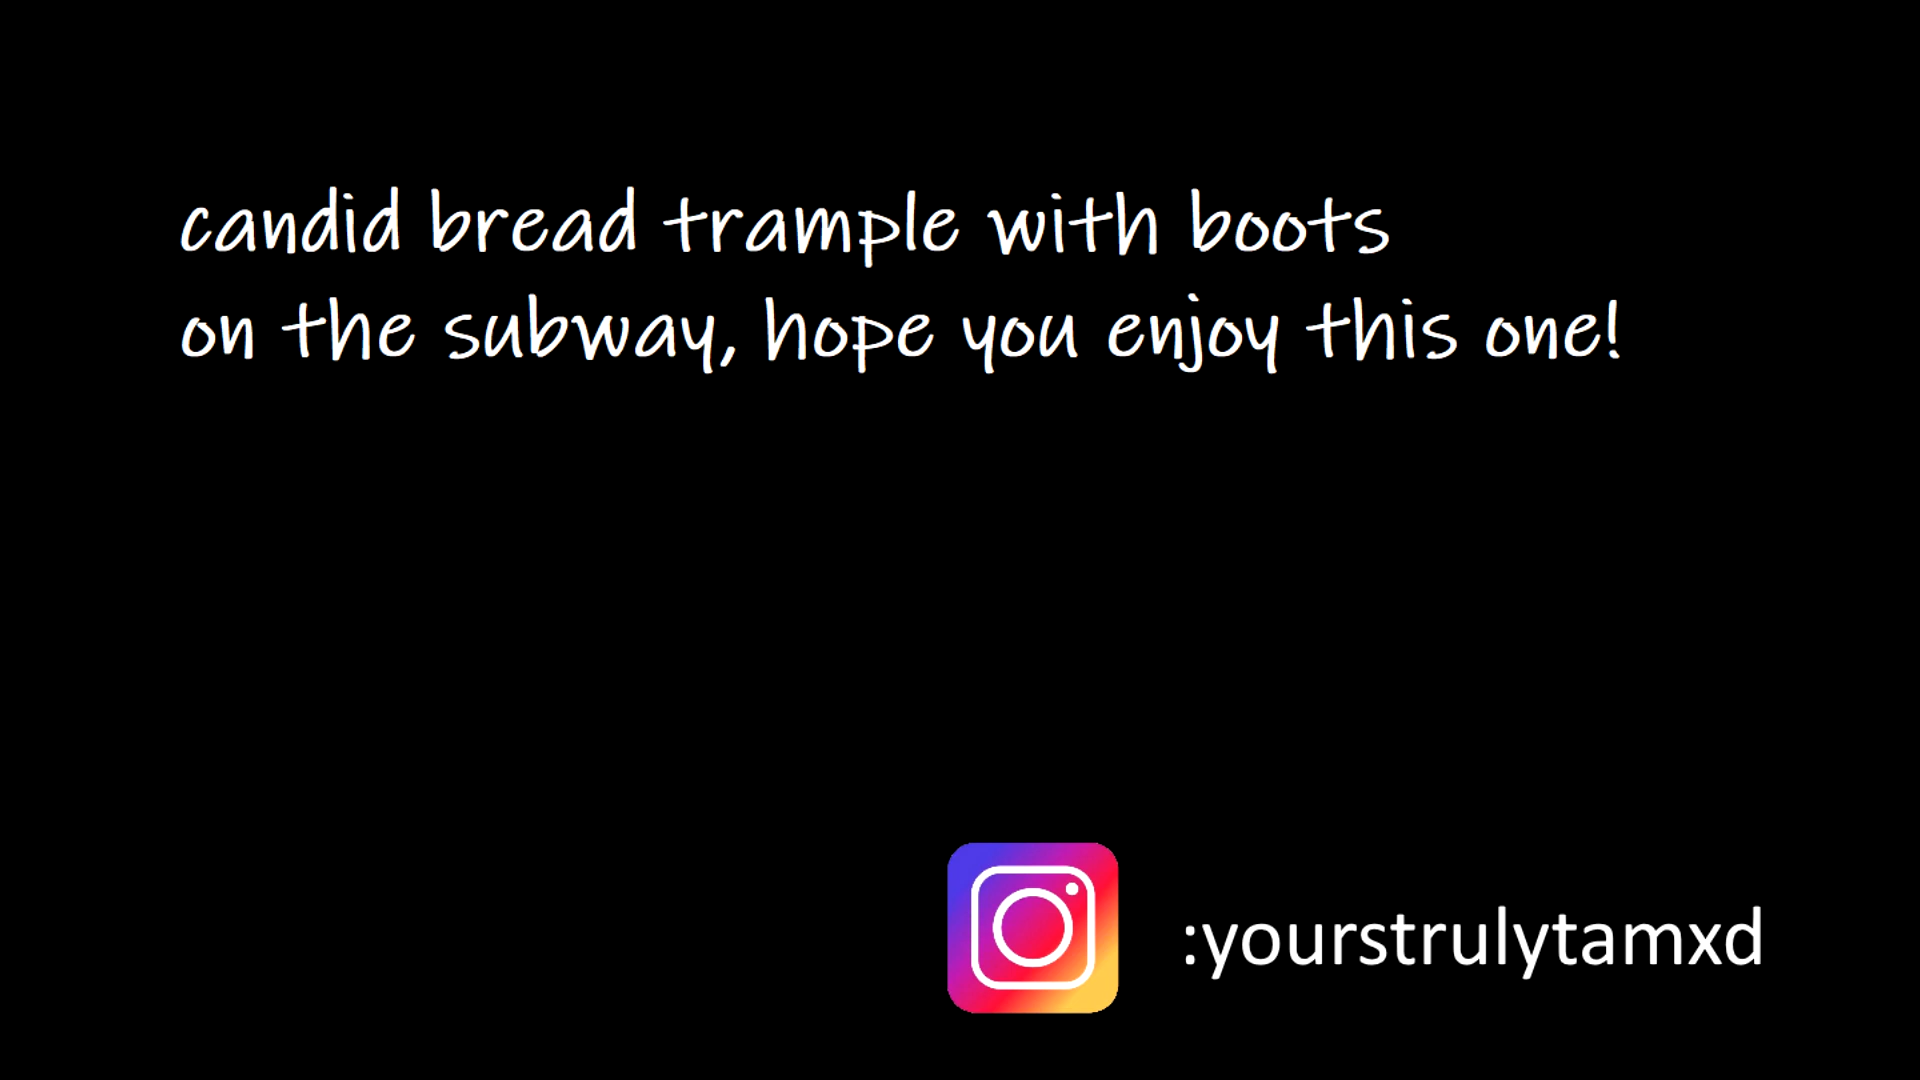 candid bread trample with boots
on the subway, hope you enjoy this one!
:yourstrulytamxd